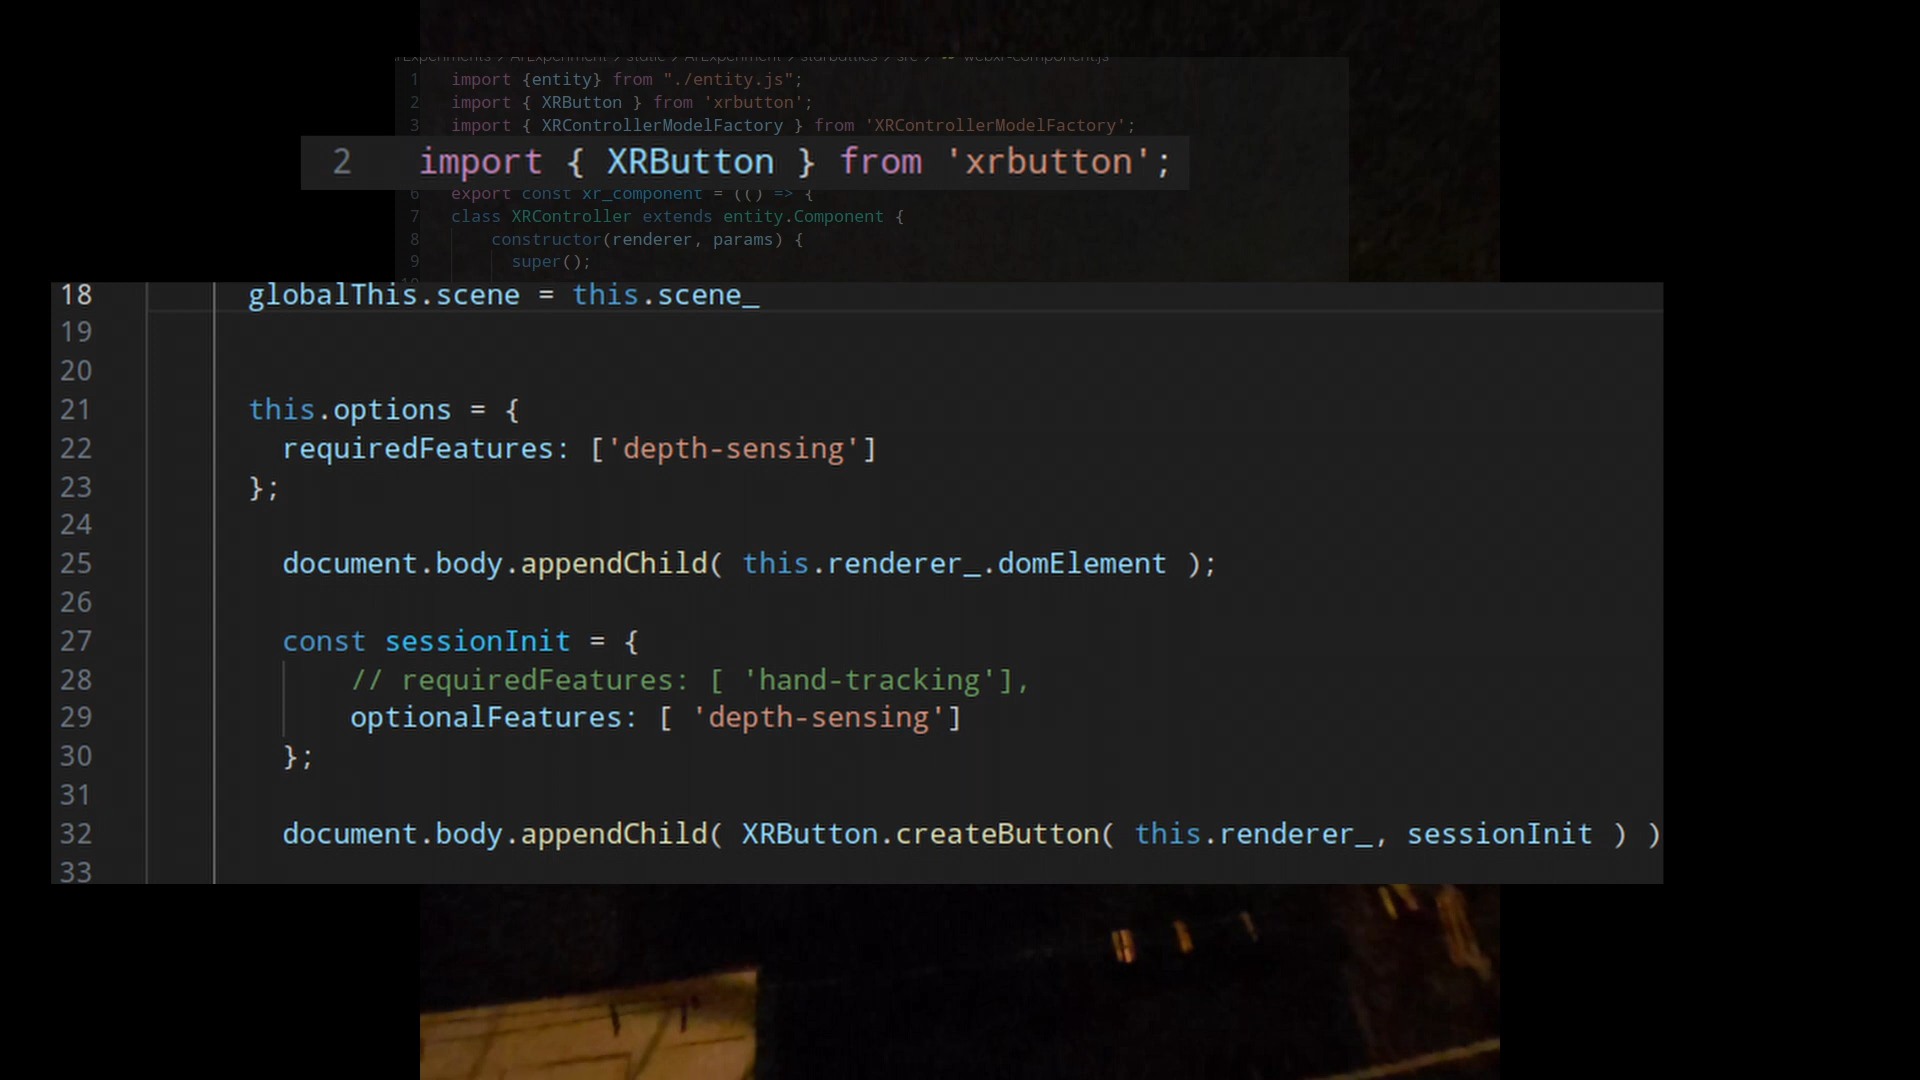 webxr-component.js
1 import {entity} from "./entity.js";
2 import { XRButton } from 'xrbutton';
3 import { XRControllerModelFactory } from 'XRControllerModelFactory';
2 import { XRButton } from 'xrbutton';
6 export const xr_component = (() => {
7 class XRController extends entity.Component {
8 constructor(renderer, params) {
9 super();
18 globalThis.scene = this.scene_
19
20
21 this.options = {
22 requiredFeatures: ['depth-sensing']
23 };
24
25 document.body.appendChild( this.renderer_.domElement );
26
27 const sessionInit = {
28 // requiredFeatures: [ 'hand-tracking'],
29 optionalFeatures: [ 'depth-sensing']
30 };
31
32 document.body.appendChild( XRButton.createButton( this.renderer_, sessionInit ) )
33